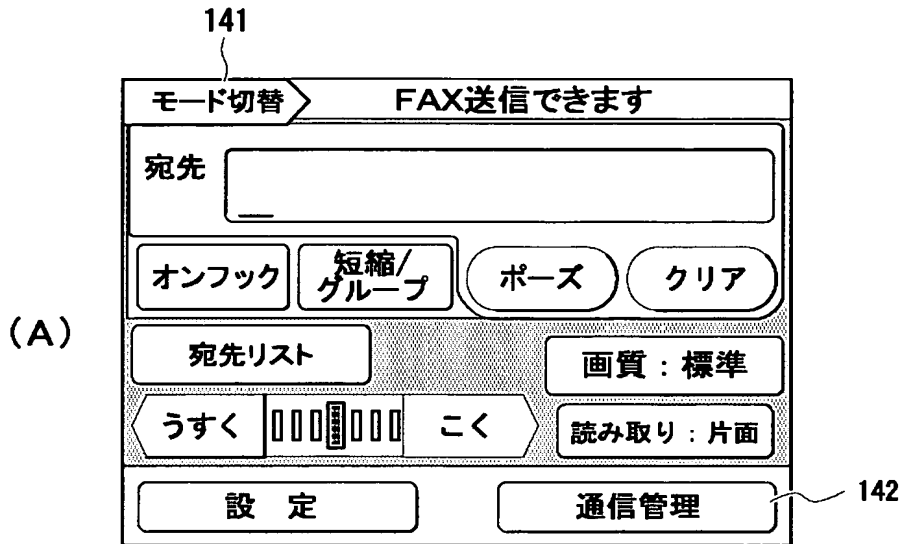 141
モード切替 FAX送信できます
宛先
オンフック 短縮/グループ ポーズ クリア
(A)
宛先リスト 画質：標準
うすく こく 読み取り：片面
設 定 通信管理 142